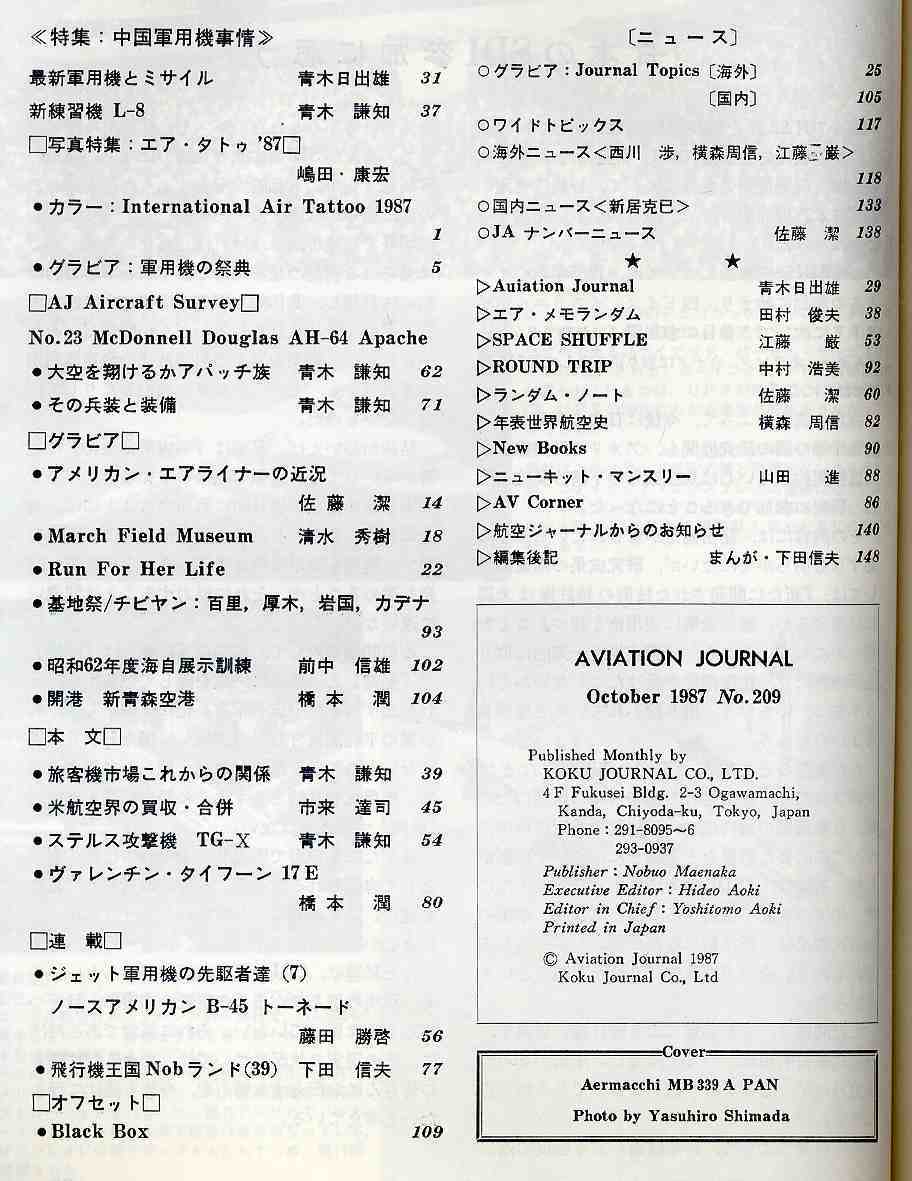 ≪特集：中国軍用機事情≫
最新軍用機とミサイル 青木日出雄 31
新練習機 L-8 青木 謙知 37
□写真特集：エア・タトゥ '87□
嶋田・康宏
●カラー：International Air Tattoo 1987
1
●グラビア：軍用機の祭典 5
□AJ Aircraft Survey□
No.23 McDonnell Douglas AH-64 Apache
●大空を翔けるかアパッチ族 青木 謙知 62
●その兵装と装備 青木 謙知 71
□グラビア□
●アメリカン・エアライナーの近況
佐藤 潔 14
●March Field Museum 清水 秀樹 18
●Run For Her Life 22
●基地祭/チビヤン：百里，厚木，岩国，カデナ
93
●昭和62年度海自展示訓練 前中 信雄 102
●開港 新青森空港 橋本 潤 104
□本 文□
●旅客機市場これからの関係 青木 謙知 39
●米航空界の買収・合併 市来 達司 45
●ステルス攻撃機 TG-X 青木 謙知 54
●ヴァレンチン・タイフーン 17E
橋本 潤 80
□連 載□
●ジェット軍用機の先駆者達 (7)
ノースアメリカン B-45 トーネード
藤田 勝啓 56
●飛行機王国Nobランド(39) 下田 信夫 77
□オフセット□
●Black Box 109
〔ニュース〕
○グラビア：Journal Topics〔海外〕 25
〔国内〕 105
○ワイドトピックス 117
○海外ニュース＜西川 渉，横森周信，江藤 巌＞
118
○国内ニュース＜新居克巳＞ 133
○JA ナンバーニュース 佐藤 潔 138
★ ★
▷Auiation Journal 青木日出雄 29
▷エア・メモランダム 田村 俊夫 38
▷SPACE SHUFFLE 江藤 巌 53
▷ROUND TRIP 中村 浩美 92
▷ランダム・ノート 佐藤 潔 60
▷年表世界航空史 横森 周信 82
▷New Books 90
▷ニューキット・マンスリー 山田 進 88
▷AV Corner 86
▷航空ジャーナルからのお知らせ 140
▷編集後記 まんが・下田信夫 148
AVIATION JOURNAL
October 1987 No.209
Published Monthly by
KOKU JOURNAL CO., LTD.
4F Fukusei Bldg. 2-3 Ogawamachi,
Kanda, Chiyoda-ku, Tokyo, Japan
Phone : 291-8095〜6
293-0937
Publisher : Nobuo Maenaka
Executive Editor : Hideo Aoki
Editor in Chief : Yoshitomo Aoki
Printed in Japan
© Aviation Journal 1987
Koku Journal Co., Ltd
Cover
Aermacchi MB339A PAN
Photo by Yasuhiro Shimada